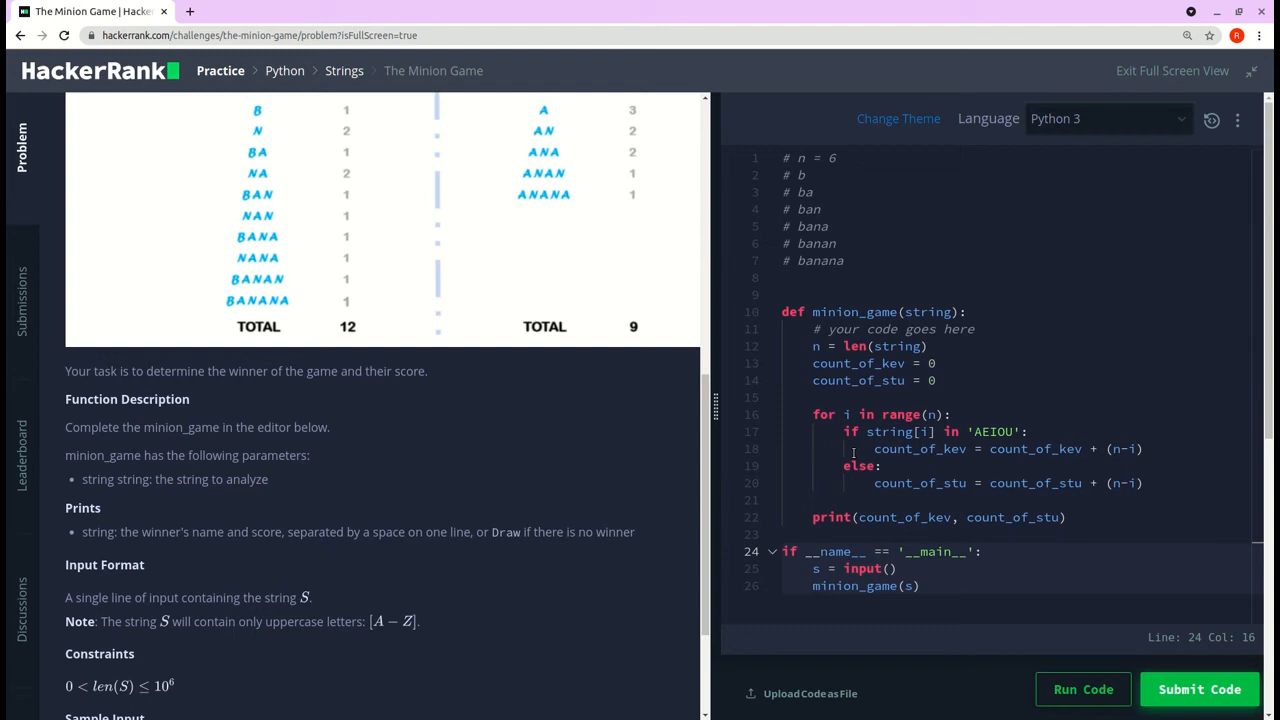 The Minion Game | Hacker
hackerrank.com/challenges/the-minion-game/problem?isFullScreen=true
R
HackerRank
Practice > Python > Strings > The Minion Game
Exit Full Screen View
Problem
Submissions
Leaderboard
Discussions
B 1 A 3
N 2 AN 2
BA 1 ANA 2
NA 2 ANAN 1
BAN 1 ANANA 1
NAN 1
BANA 1
NANA 1
BANAN 1
BANANA 1
TOTAL 12 TOTAL 9
Your task is to determine the winner of the game and their score.
Function Description
Complete the minion_game in the editor below.
minion_game has the following parameters:
• string string: the string to analyze
Prints
• string: the winner's name and score, separated by a space on one line, or Draw if there is no winner
Input Format
A single line of input containing the string S.
Note: The string S will contain only uppercase letters: [A − Z].
Constraints
0 < len(S) ≤ 10^6
Sample Input
Change Theme Language Python 3
1 # n = 6
2 # b
3 # ba
4 # ban
5 # bana
6 # banan
7 # banana
8
9
10 def minion_game(string):
11 # your code goes here
12 n = len(string)
13 count_of_kev = 0
14 count_of_stu = 0
15
16 for i in range(n):
17 if string[i] in 'AEIOU':
18 count_of_kev = count_of_kev + (n-i)
19 else:
20 count_of_stu = count_of_stu + (n-i)
21
22 print(count_of_kev, count_of_stu)
23
24 if __name__ == '__main__':
25 s = input()
26 minion_game(s)
Line: 24 Col: 16
Upload Code as File
Run Code
Submit Code